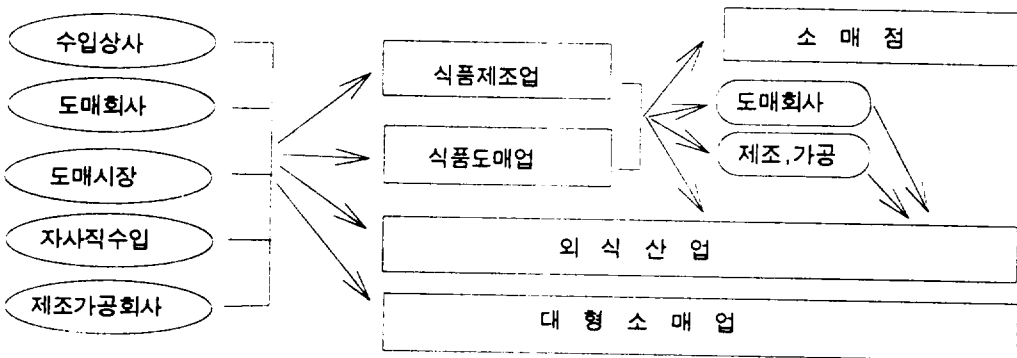 수입상사
도매회사
도매시장
자사직수입
제조가공회사
식품제조업
식품도매업
소 매 점
도매회사
제조,가공
외 식 산 업
대 형 소 매 업